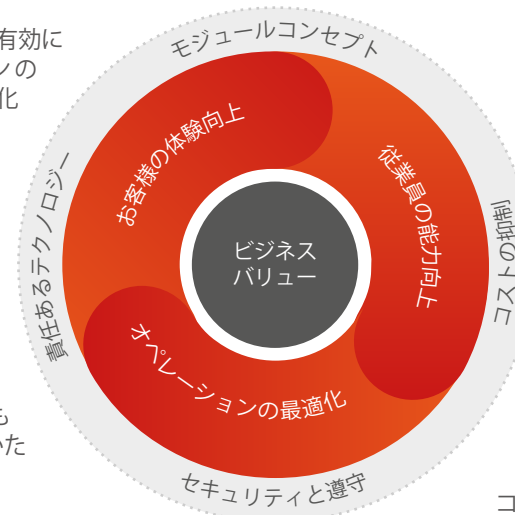 有効に
ンの
化
モジュールコンセプト
お客様の体験向上
従業員の能力向上
責任あるテクノロジー
コストの抑制
ビジネス
バリュー
オペレーションの最適化
も
いた
セキュリティと遵守
コ